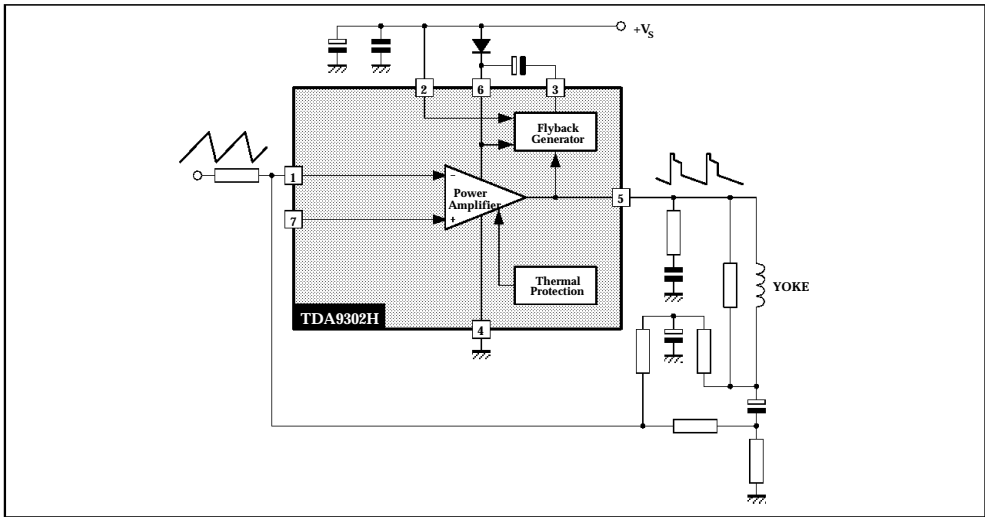 +VS
2
6
3
Flyback
Generator
1
7
−
Power
Amplifier
+
5
Thermal
Protection
YOKE
TDA9302H
4